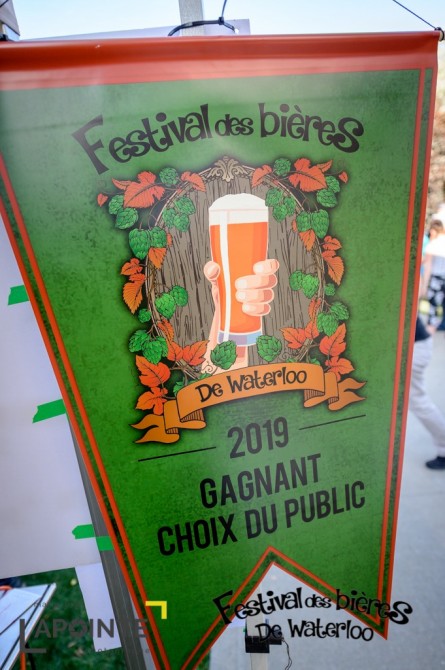 Festival des bières
De Waterloo
2019
GAGNANT
CHOIX DU PUBLIC
Festival des bières
De Waterloo
LAPOINTE